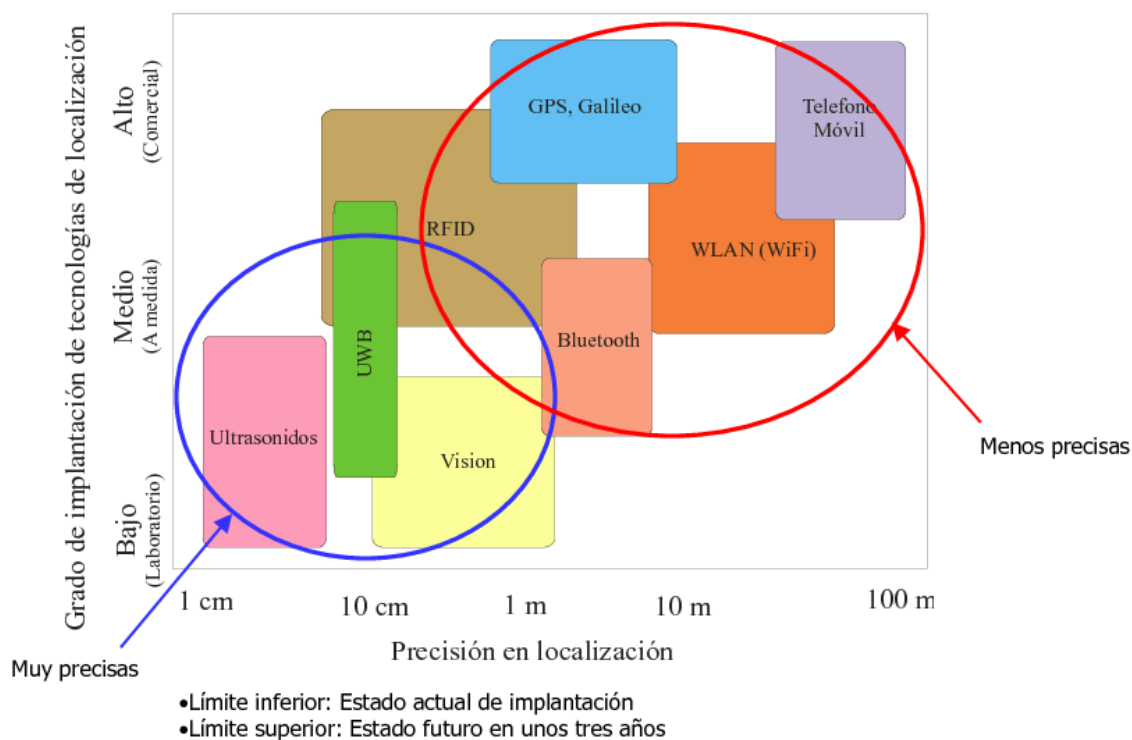 Grado de implantación de tecnologías de localización
Alto
(Comercial)
Medio
(A medida)
Bajo
(Laboratorio)
GPS, Galileo
Telefono
Móvil
RFID
WLAN (WiFi)
UWB
Bluetooth
Ultrasonidos
Vision
Menos precisas
Muy precisas
1 cm
10 cm
1 m
10 m
100 m
Precisión en localización
•Límite inferior: Estado actual de implantación
•Límite superior: Estado futuro en unos tres años